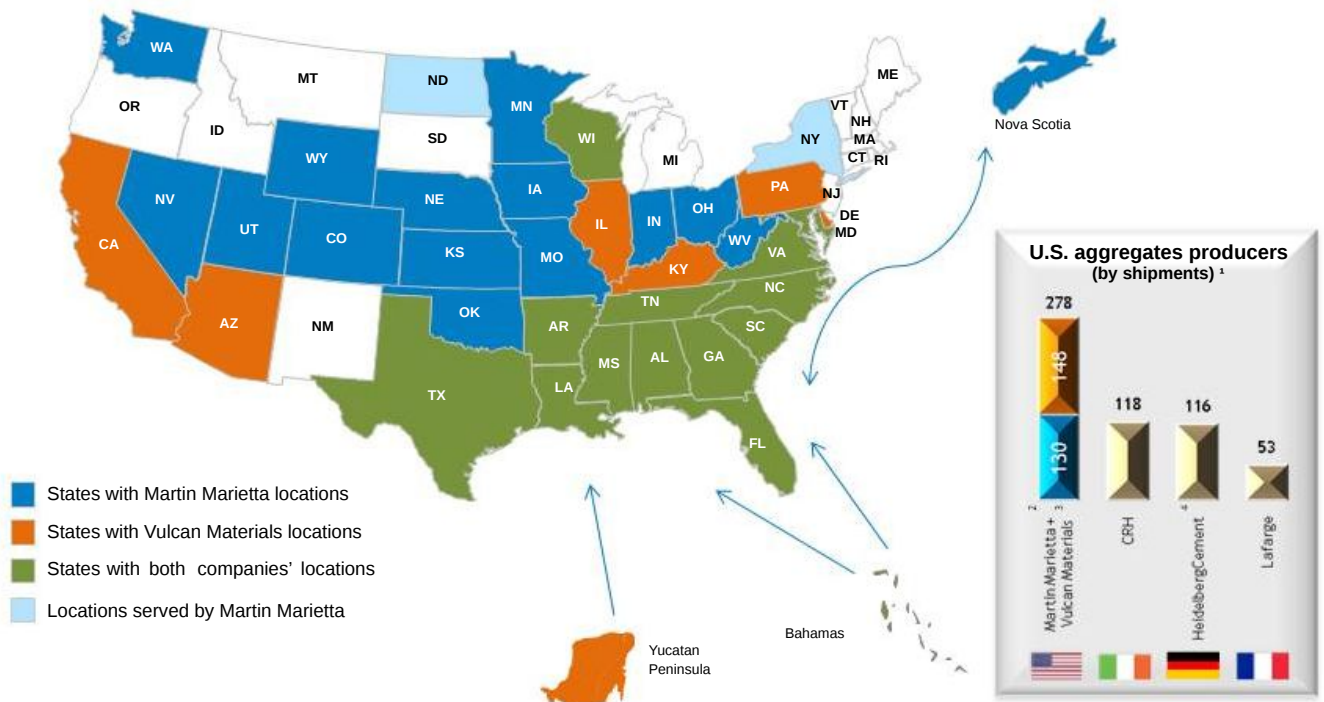 WA
MT
ND
MN
ME
OR
ID
SD
WI
VT
NH
NY
MA
CT
RI
MI
WY
Nova Scotia
NV
UT
CO
NE
IA
IL
IN
OH
PA
NJ
DE
MD
CA
KS
MO
WV
VA
KY
AZ
NM
OK
AR
TN
NC
SC
TX
LA
MS
AL
GA
FL
States with Martin Marietta locations
States with Vulcan Materials locations
States with both companies' locations
Locations served by Martin Marietta
Yucatan
Peninsula
Bahamas
U.S. aggregates producers
(by shipments) ¹
278
148
130
118
116
53
2
Martin Marietta +
3
Vulcan Materials
CRH
4
HeidelbergCement
Lafarge